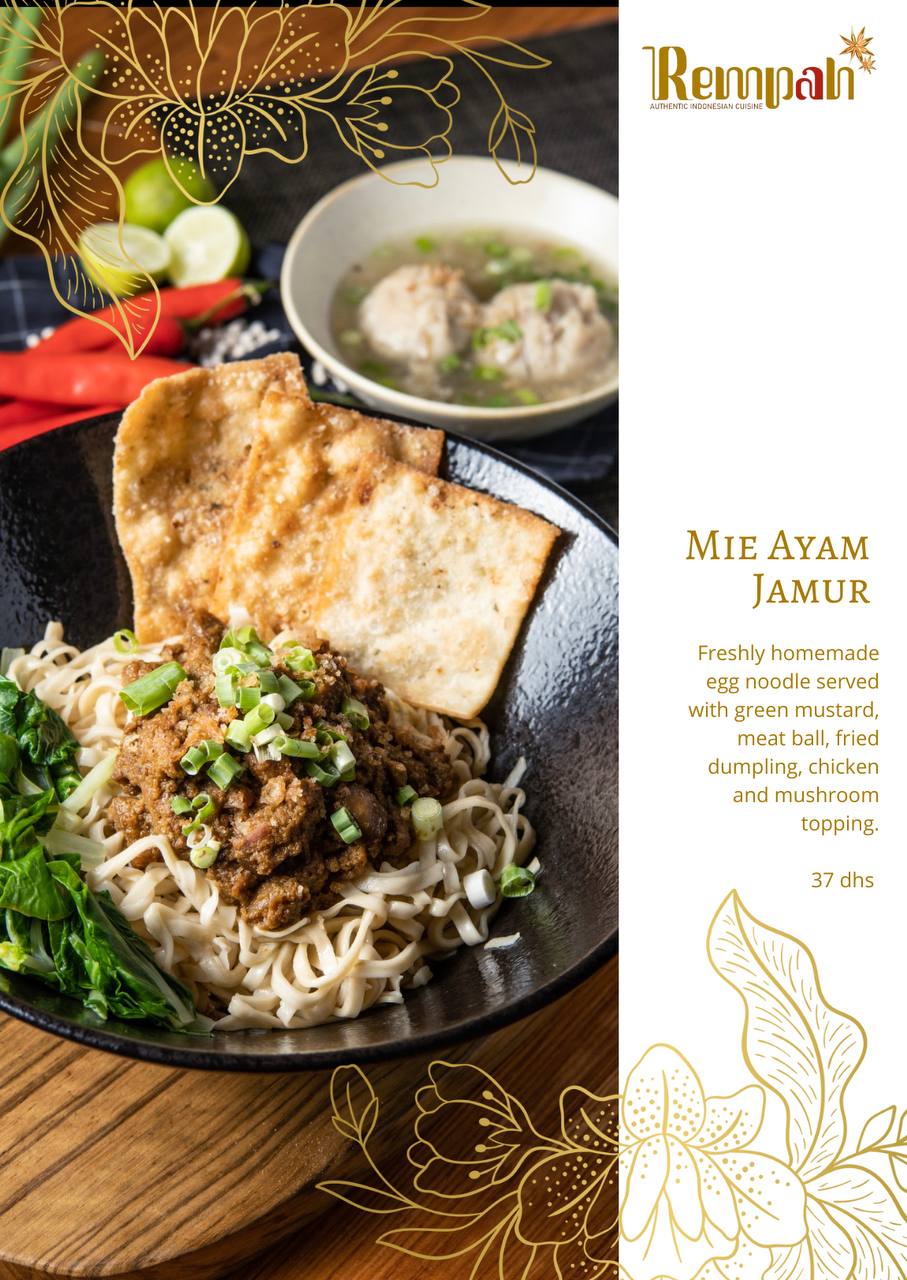 Rempah
AUTHENTIC INDONESIAN CUISINE
Mie Ayam
Jamur
Freshly homemade
egg noodle served
with green mustard,
meat ball, fried
dumpling, chicken
and mushroom
topping.
37 dhs